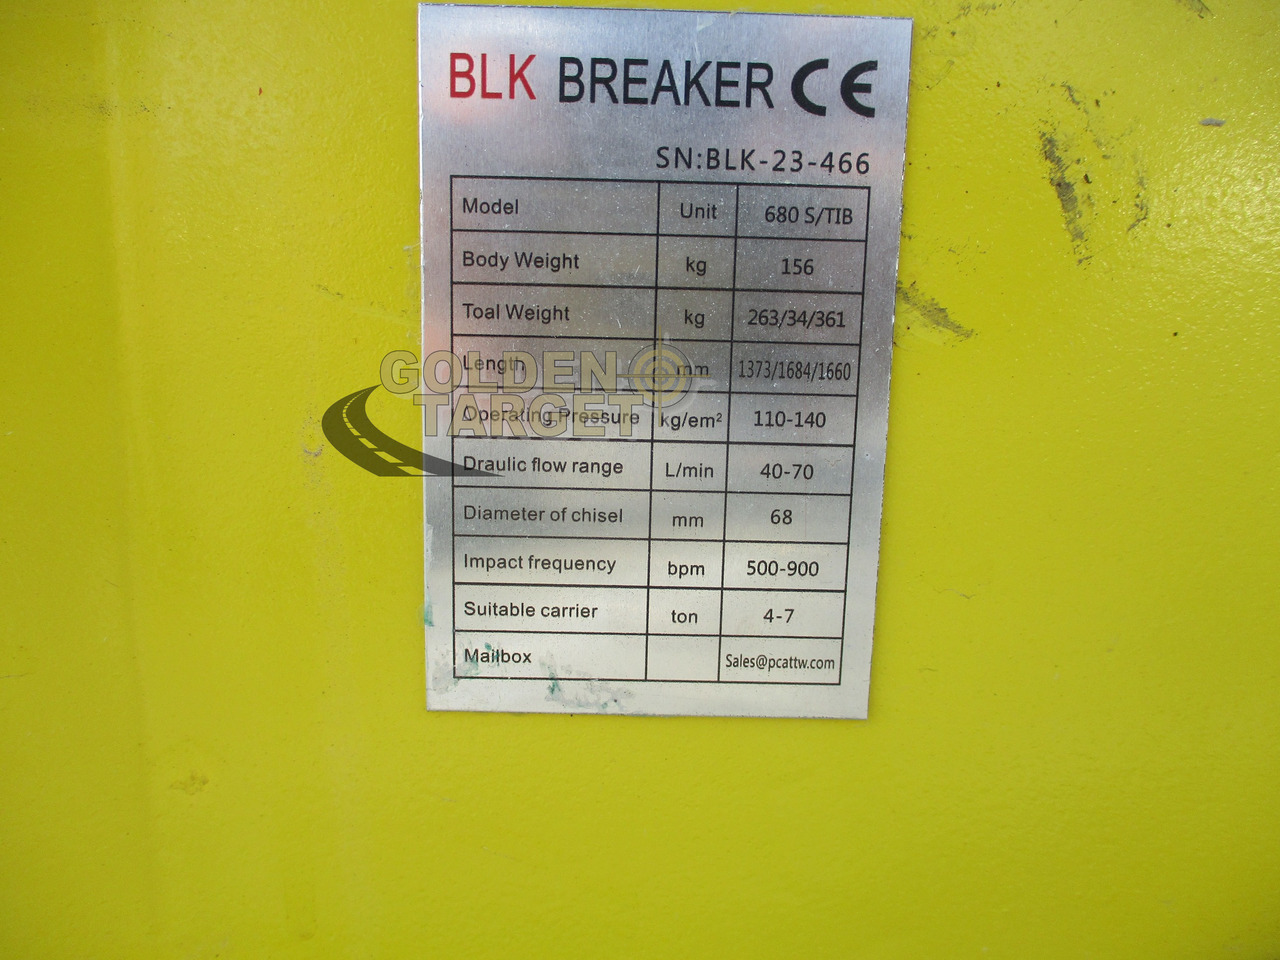 BLK BREAKER CE
SN:BLK-23-466
Model Unit 680 S/TIB
Body Weight kg 156
Toal Weight kg 263/34/361
Length mm 1373/1684/1660
Operating Pressure kg/em² 110-140
Draulic flow range L/min 40-70
Diameter of chisel mm 68
Impact frequency bpm 500-900
Suitable carrier ton 4-7
Mailbox Sales@pcattw.com
GOLDEN
TARGET